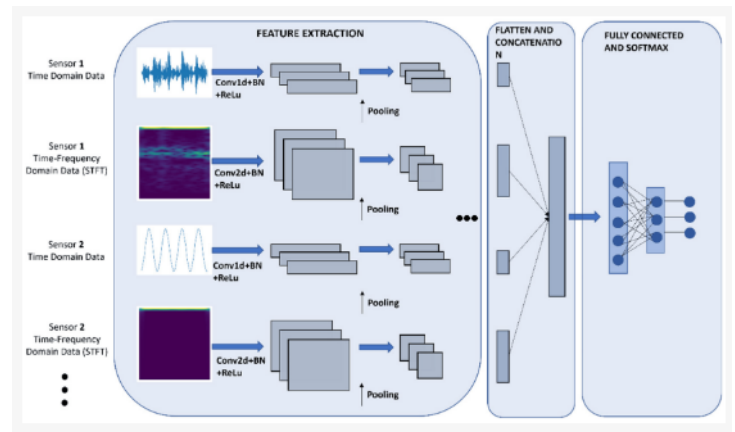 FEATURE EXTRACTION
FLATTEN AND
CONCATENATIO
N
FULLY CONNECTED
AND SOFTMAX
Sensor 1
Time Domain Data
Conv1d+BN
+ReLu
Pooling
Sensor 1
Time-Frequency
Domain Data (STFT)
Conv2d+BN
+ReLu
Pooling
Sensor 2
Time Domain Data
Conv1d+BN
+ReLu
Pooling
Sensor 2
Time-Frequency
Domain Data (STFT)
Conv2d+BN
+ReLu
Pooling